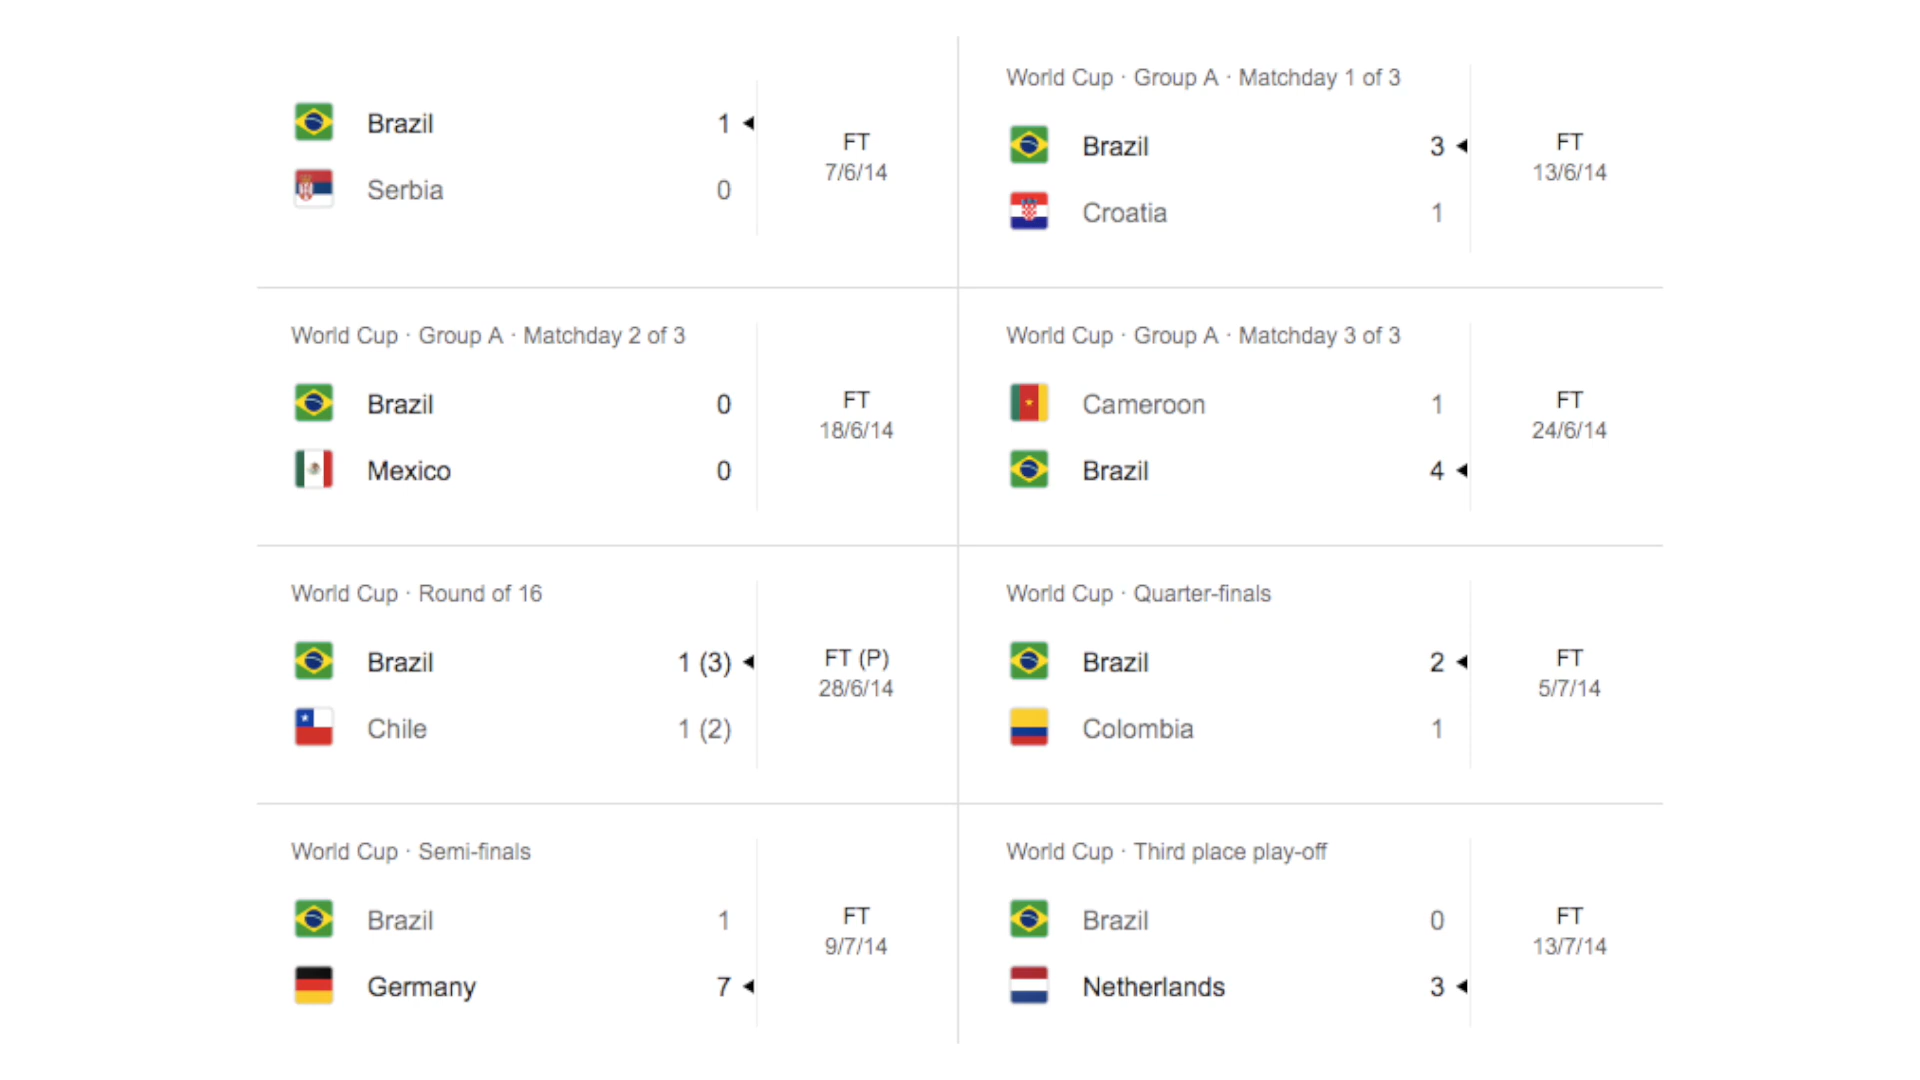 Brazil 1
Serbia 0
FT
7/6/14
World Cup · Group A · Matchday 1 of 3
Brazil 3
Croatia 1
FT
13/6/14
World Cup · Group A · Matchday 2 of 3
Brazil 0
Mexico 0
FT
18/6/14
World Cup · Group A · Matchday 3 of 3
Cameroon 1
Brazil 4
FT
24/6/14
World Cup · Round of 16
Brazil 1 (3)
Chile 1 (2)
FT (P)
28/6/14
World Cup · Quarter-finals
Brazil 2
Colombia 1
FT
5/7/14
World Cup · Semi-finals
Brazil 1
Germany 7
FT
9/7/14
World Cup · Third place play-off
Brazil 0
Netherlands 3
FT
13/7/14